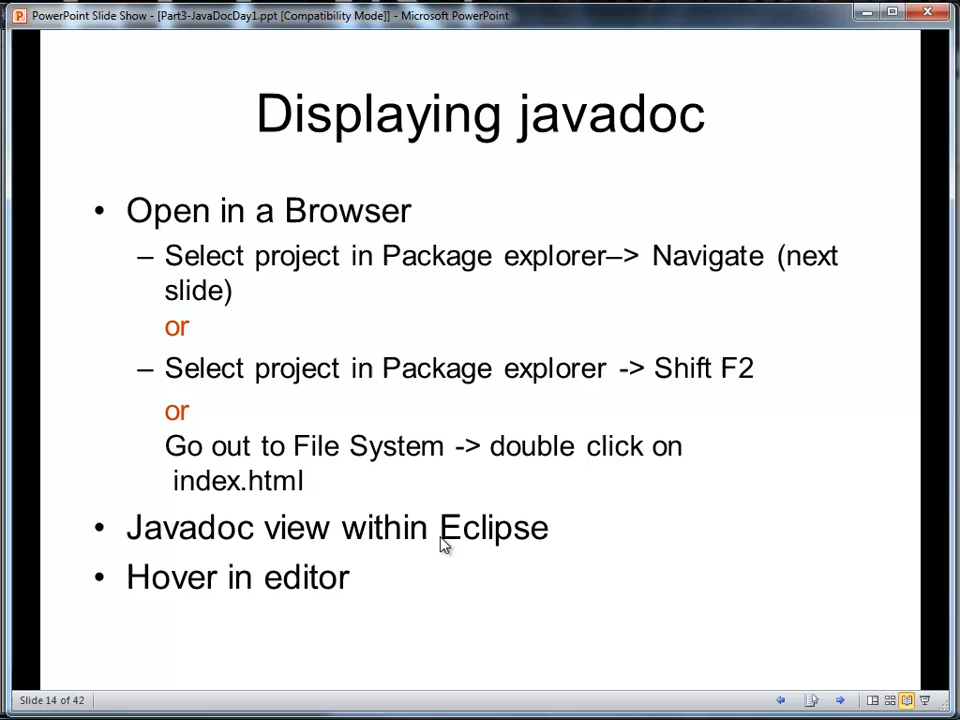 PowerPoint Slide Show - [Part3-JavaDocDay1.ppt [Compatibility Mode]] - Microsoft PowerPoint
Displaying javadoc
• Open in a Browser
– Select project in Package explorer–> Navigate (next
slide)
or
– Select project in Package explorer -> Shift F2
or
Go out to File System -> double click on
index.html
• Javadoc view within Eclipse
• Hover in editor
Slide 14 of 42